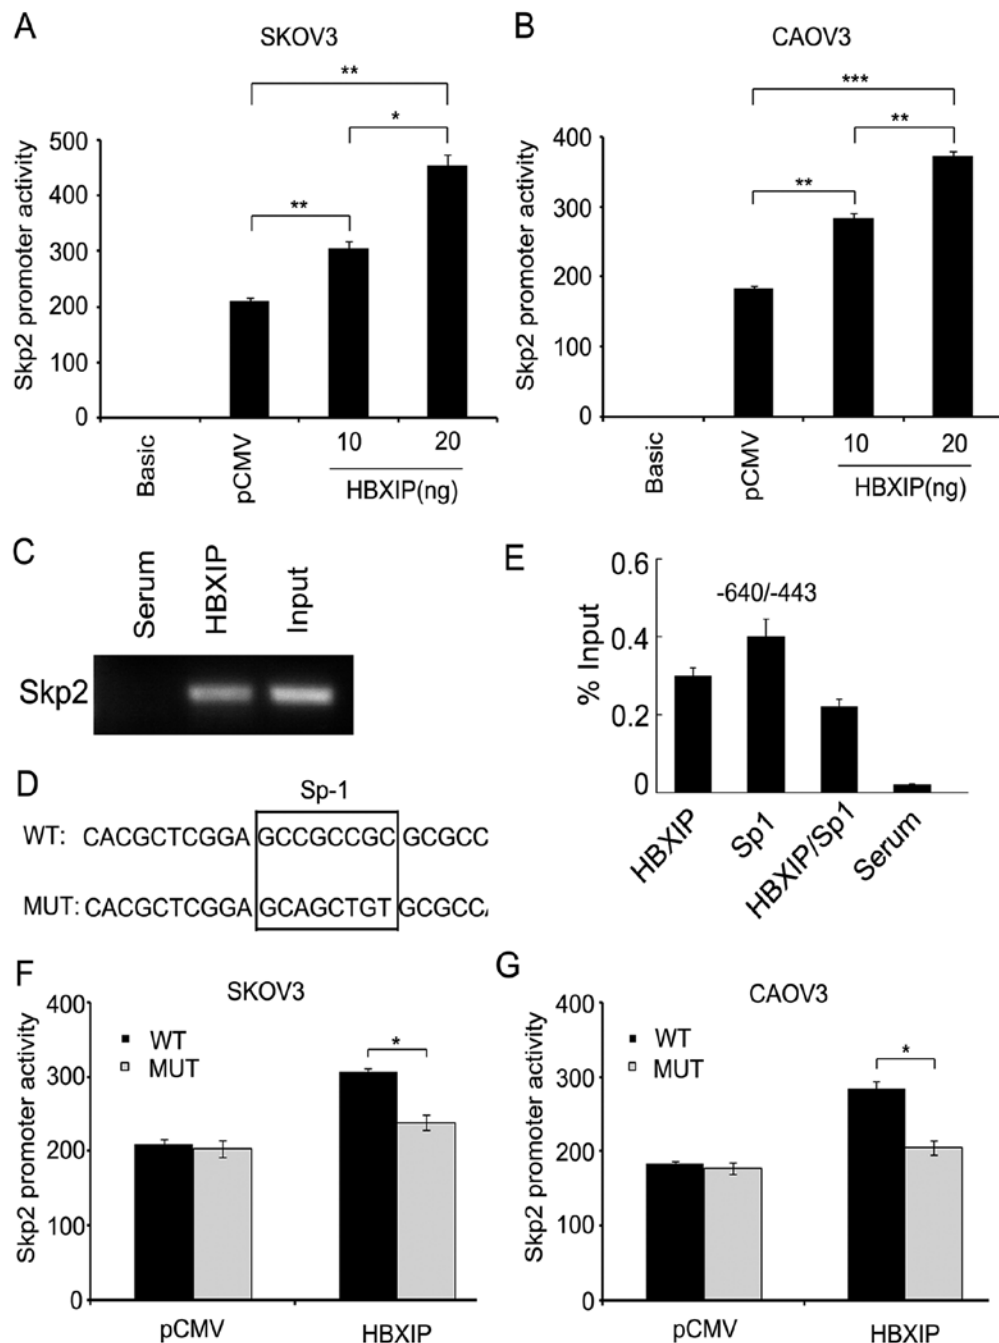 A
SKOV3
**
*
**
Skp2 promoter activity
500
400
300
200
100
0
Basic
pCMV
10
20
HBXIP(ng)
B
CAOV3
***
**
**
Skp2 promoter activity
400
300
200
100
0
Basic
pCMV
10
20
HBXIP(ng)
C
Serum
HBXIP
Input
Skp2
D
Sp-1
WT: CACGCTCGGA GCCGCCGC GCGCC
MUT: CACGCTCGGA GCAGCTGT GCGCC
E
-640/-443
% Input
0.6
0.4
0.2
0
HBXIP
Sp1
HBXIP/Sp1
Serum
F
SKOV3
WT
MUT
*
Skp2 promoter activity
400
300
200
100
0
pCMV
HBXIP
G
CAOV3
WT
MUT
*
Skp2 promoter activity
400
300
200
100
0
pCMV
HBXIP